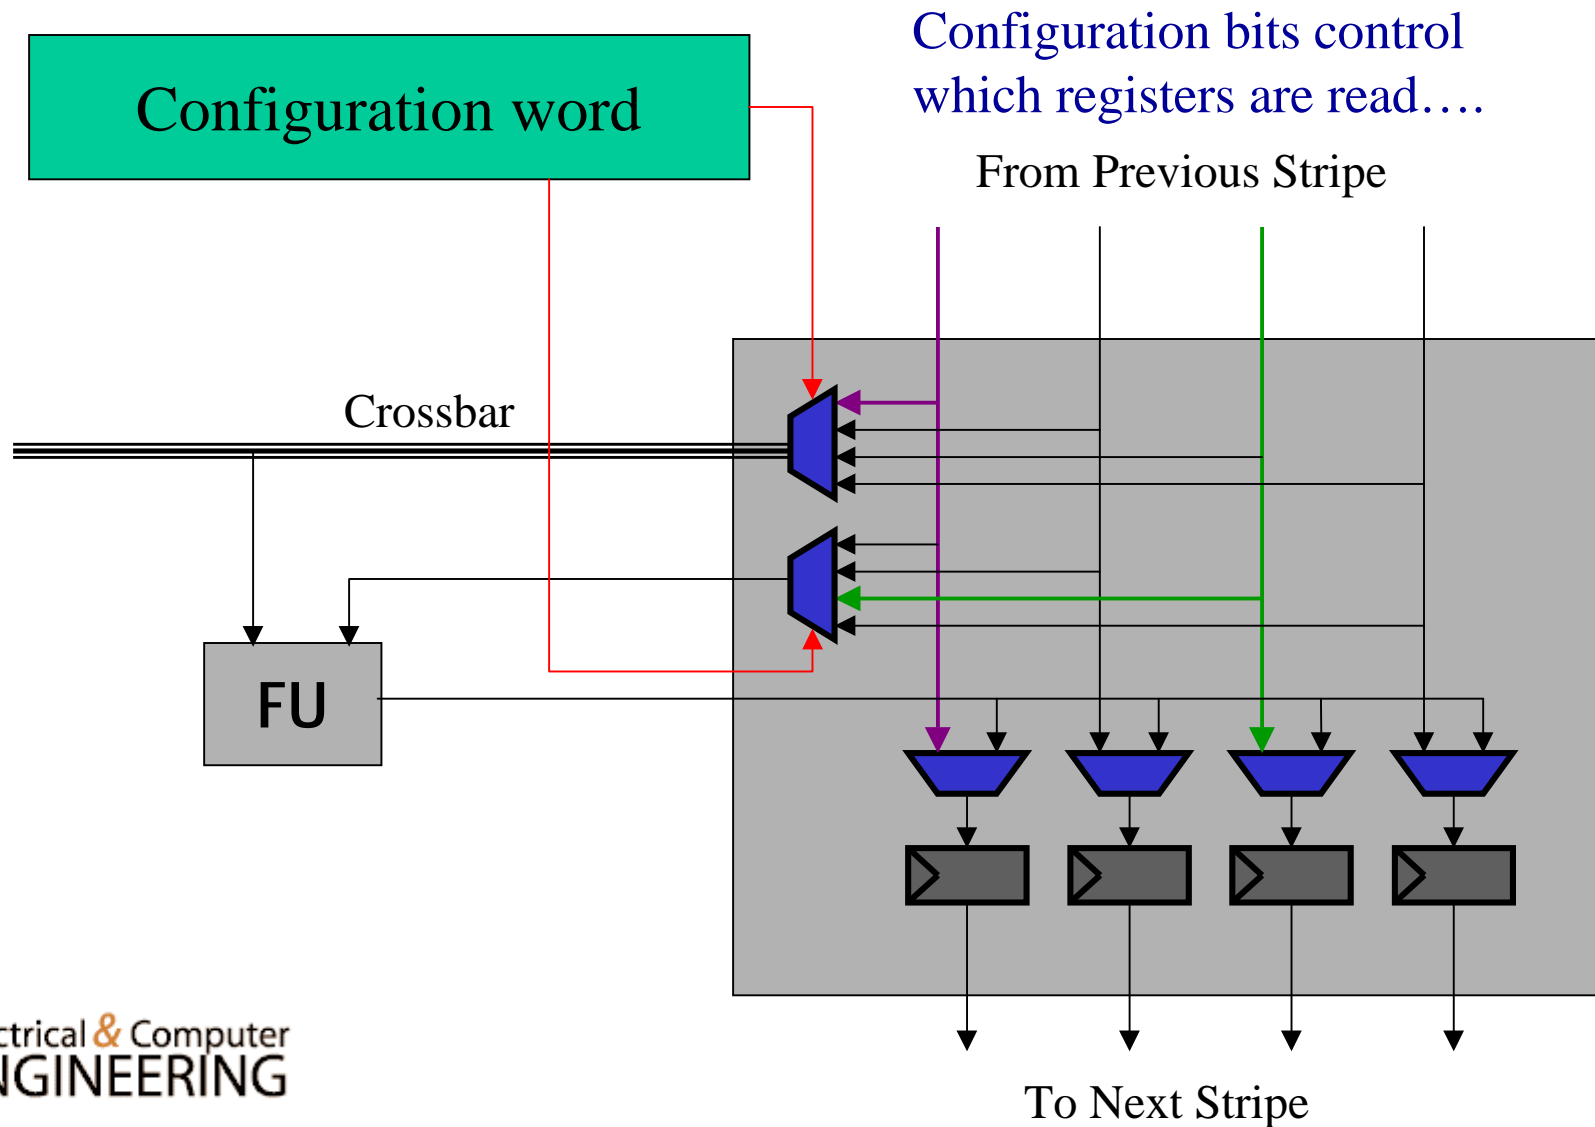 Configuration bits control
which registers are read….
Configuration word
From Previous Stripe
Crossbar
FU
ctrical & Computer
NGINEERING
To Next Stripe